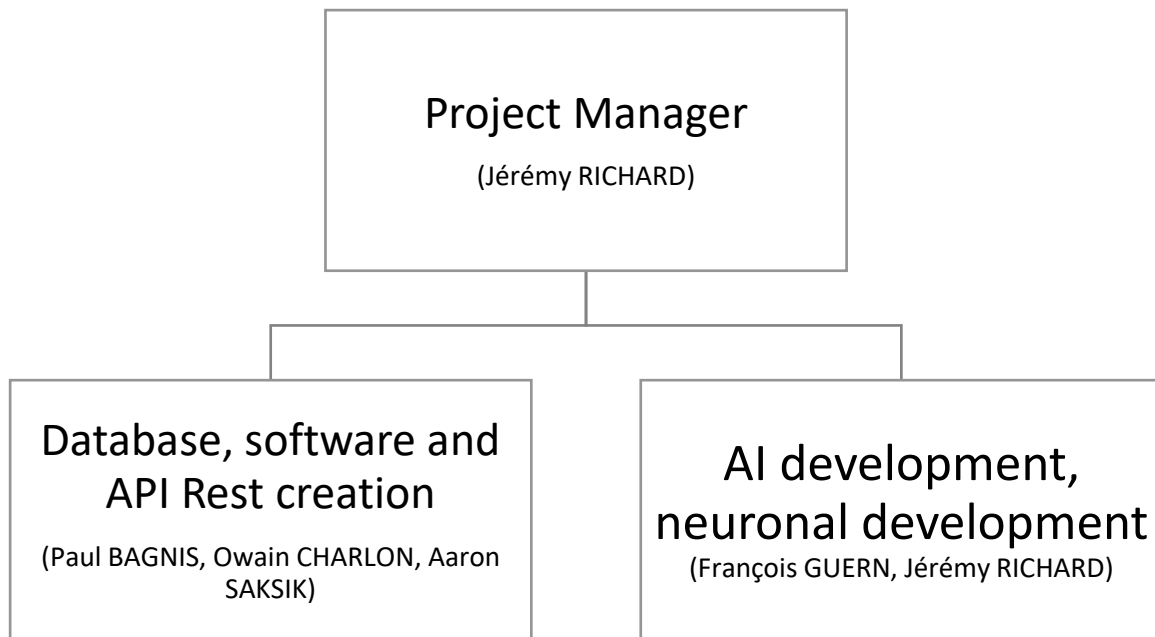 Project Manager
(Jérémy RICHARD)
Database, software and
API Rest creation
(Paul BAGNIS, Owain CHARLON, Aaron
SAKSIK)
AI development,
neuronal development
(François GUERN, Jérémy RICHARD)